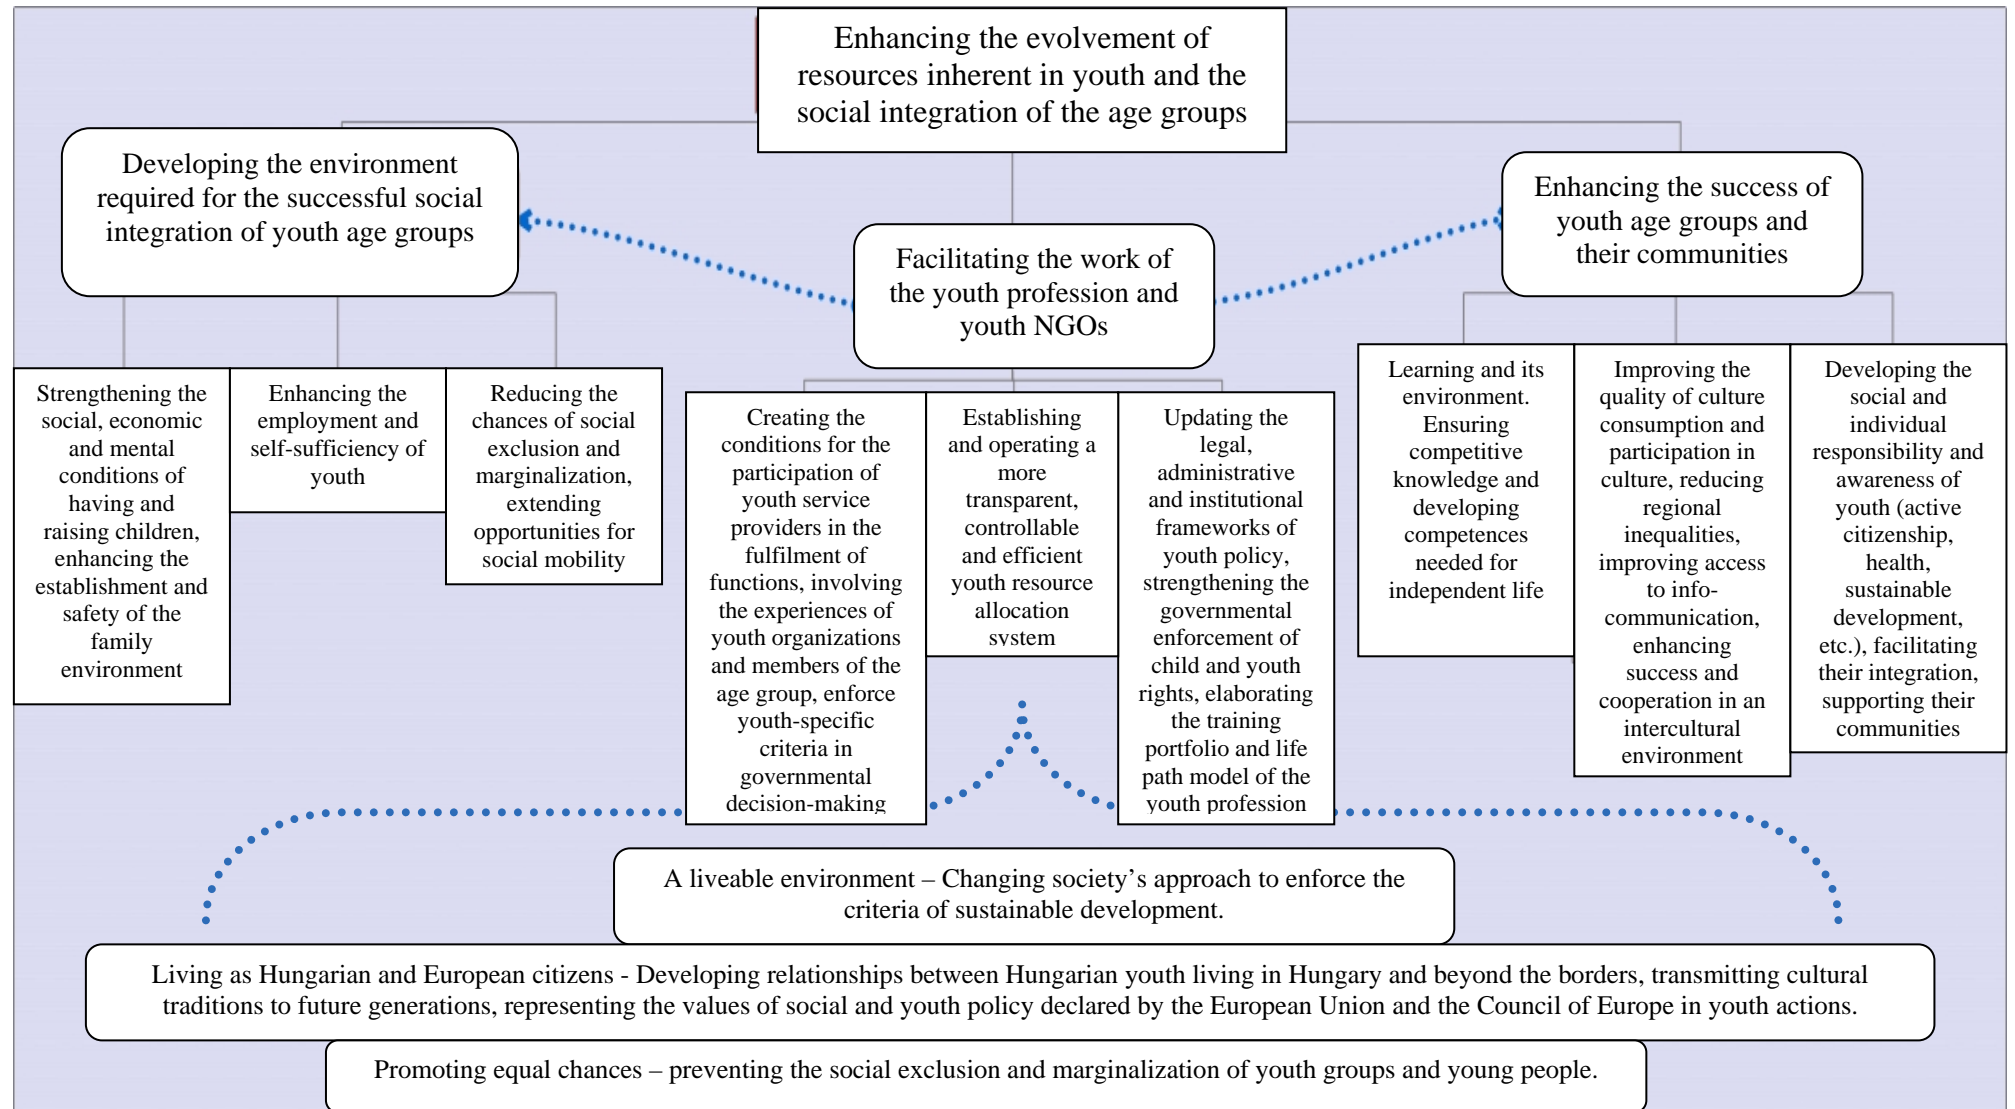 Enhancing the evolvement of
resources inherent in youth and the
social integration of the age groups
Developing the environment
required for the successful social
integration of youth age groups
Facilitating the work of
the youth profession and
youth NGOs
Enhancing the success of
youth age groups and
their communities
Strengthening the
social, economic
and mental
conditions of
having and
raising children,
enhancing the
establishment and
safety of the
family
environment
Enhancing the
employment and
self-sufficiency of
youth
Reducing the
chances of social
exclusion and
marginalization,
extending
opportunities for
social mobility
Creating the
conditions for the
participation of
youth service
providers in the
fulfilment of
functions, involving
the experiences of
youth organizations
and members of the
age group, enforce
youth-specific
criteria in
governmental
decision-making
Establishing
and operating a
more
transparent,
controllable
and efficient
youth resource
allocation
system
Updating the
legal,
administrative
and institutional
frameworks of
youth policy,
strengthening the
governmental
enforcement of
child and youth
rights, elaborating
the training
portfolio and life
path model of the
youth profession
Learning and its
environment.
Ensuring
competitive
knowledge and
developing
competences
needed for
independent life
Improving the
quality of culture
consumption and
participation in
culture, reducing
regional
inequalities,
improving access
to info-
communication,
enhancing
success and
cooperation in an
intercultural
environment
Developing the
social and
individual
responsibility and
awareness of
youth (active
citizenship,
health,
sustainable
development,
etc.), facilitating
their integration,
supporting their
communities
A liveable environment – Changing society’s approach to enforce the
criteria of sustainable development.
Living as Hungarian and European citizens - Developing relationships between Hungarian youth living in Hungary and beyond the borders, transmitting cultural
traditions to future generations, representing the values of social and youth policy declared by the European Union and the Council of Europe in youth actions.
Promoting equal chances – preventing the social exclusion and marginalization of youth groups and young people.